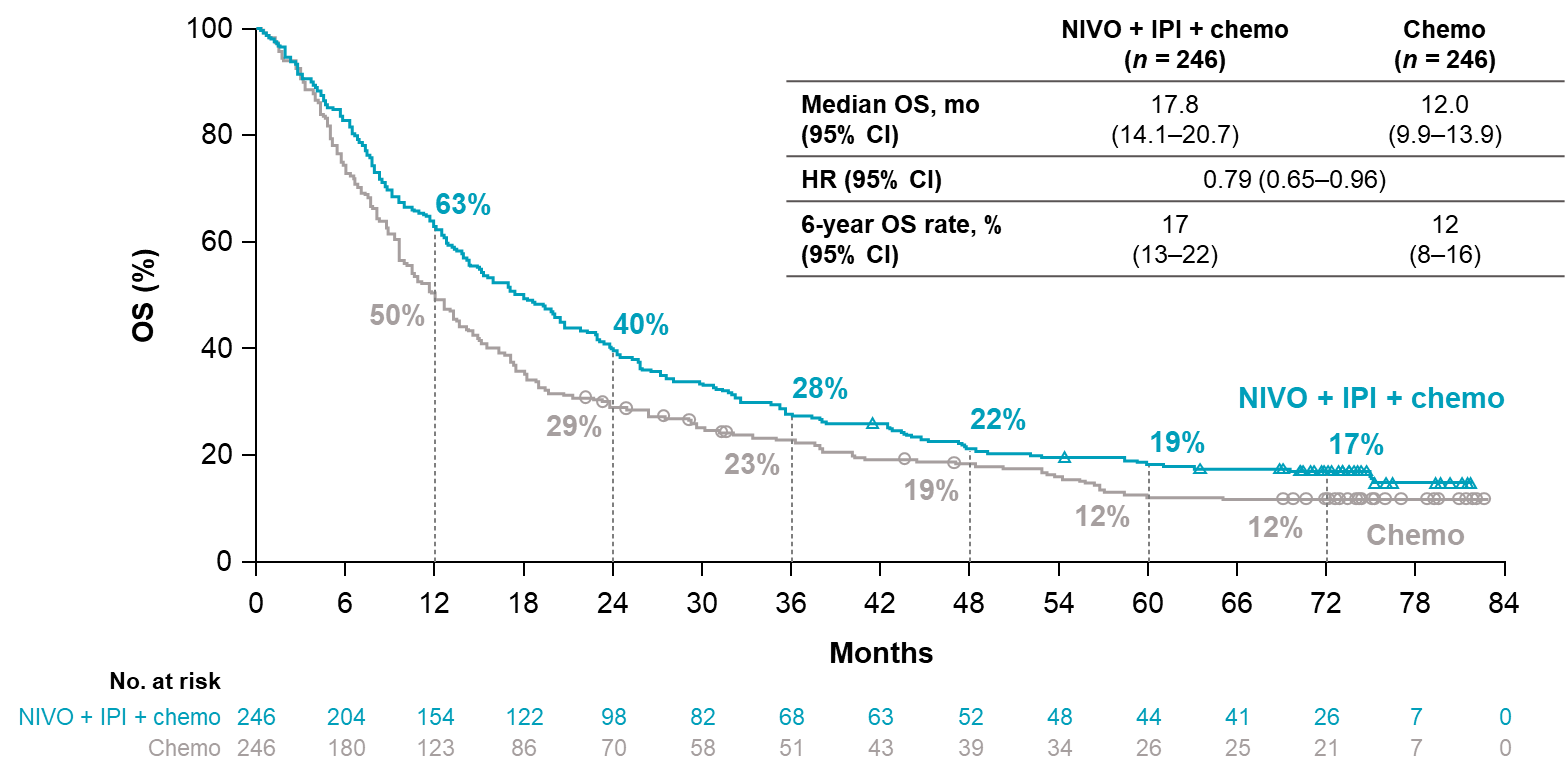 NIVO + IPI + chemo Chemo
(n = 246) (n = 246)
Median OS, mo 17.8 12.0
(95% CI) (14.1–20.7) (9.9–13.9)
HR (95% CI) 0.79 (0.65–0.96)
6-year OS rate, % 17 12
(95% CI) (13–22) (8–16)
OS (%)
100
80
60
40
20
0
63%
50%
40%
29%
28%
23%
22%
19%
19%
12%
17%
12%
NIVO + IPI + chemo
Chemo
0 6 12 18 24 30 36 42 48 54 60 66 72 78 84
Months
No. at risk
NIVO + IPI + chemo 246 204 154 122 98 82 68 63 52 48 44 41 26 7 0
Chemo 246 180 123 86 70 58 51 43 39 34 26 25 21 7 0